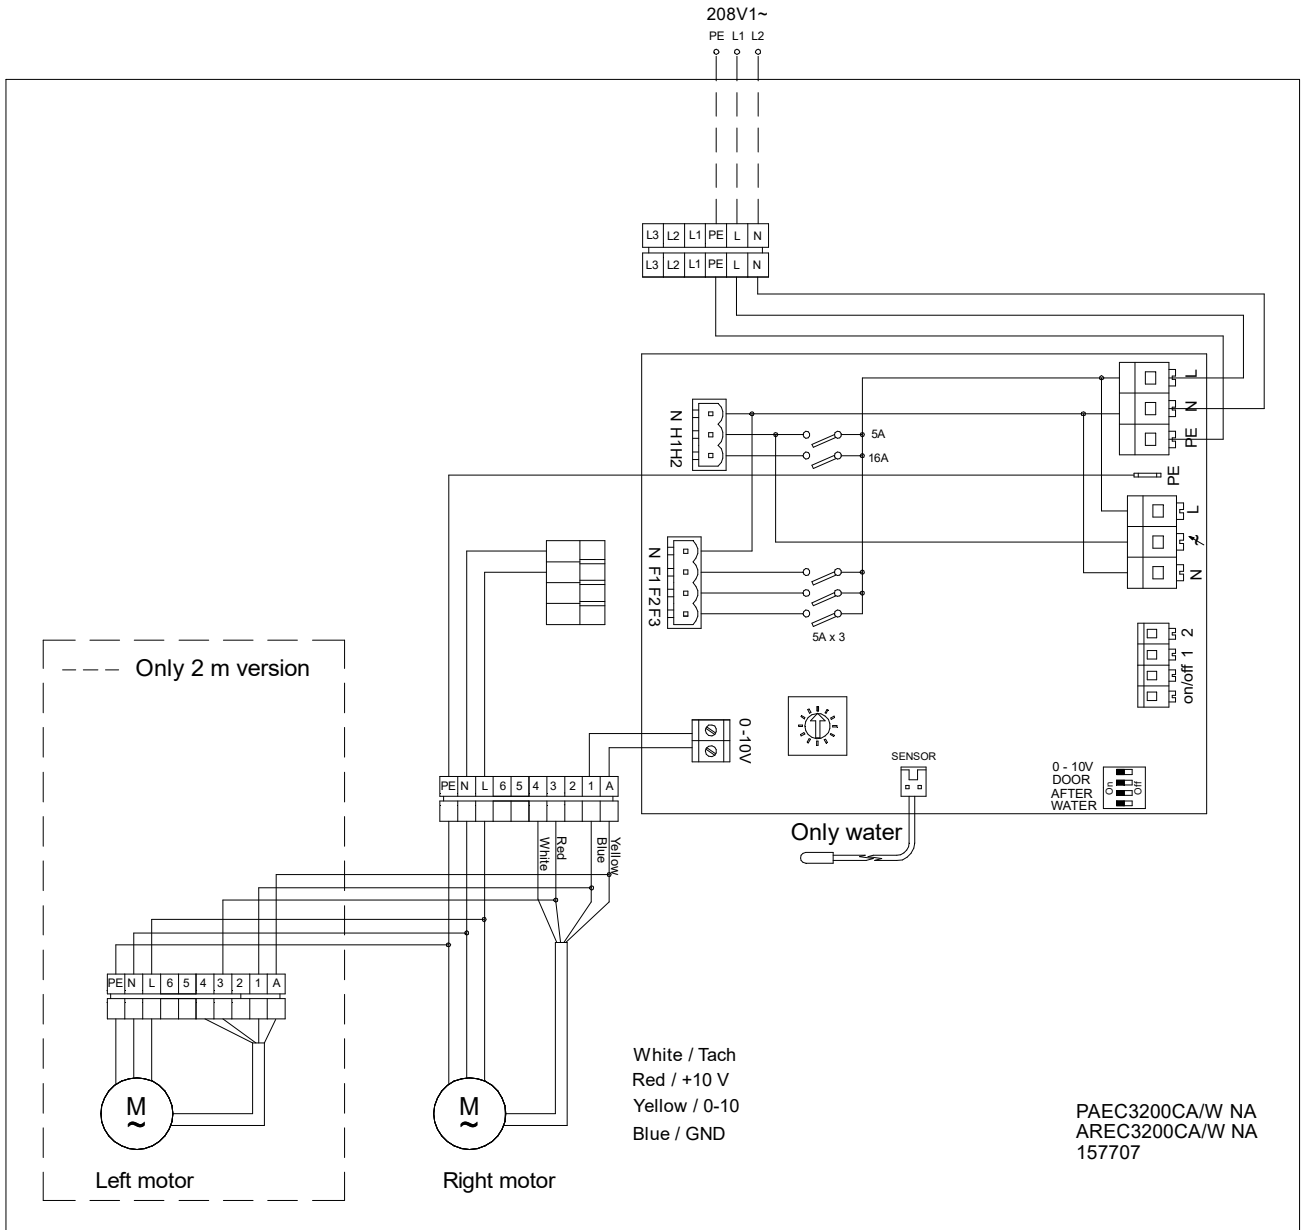 208V1~
PE L1 L2
L3 L2 L1 PE L N
L3 L2 L1 PE L N
L
N
PE
PE
L
N
N H1H2
5A
16A
N F1F2F3
5A x 3
2
1
on/off
Only 2 m version
0-10V
SENSOR
0 - 10V
DOOR
AFTER
WATER
On
Off
Only water
PE N L 6 5 4 3 2 1 A
White
Red
Blue
Yellow
PE N L 6 5 4 3 2 1 A
M
~
Left motor
M
~
Right motor
White / Tach
Red / +10 V
Yellow / 0-10
Blue / GND
PAEC3200CA/W NA
AREC3200CA/W NA
157707